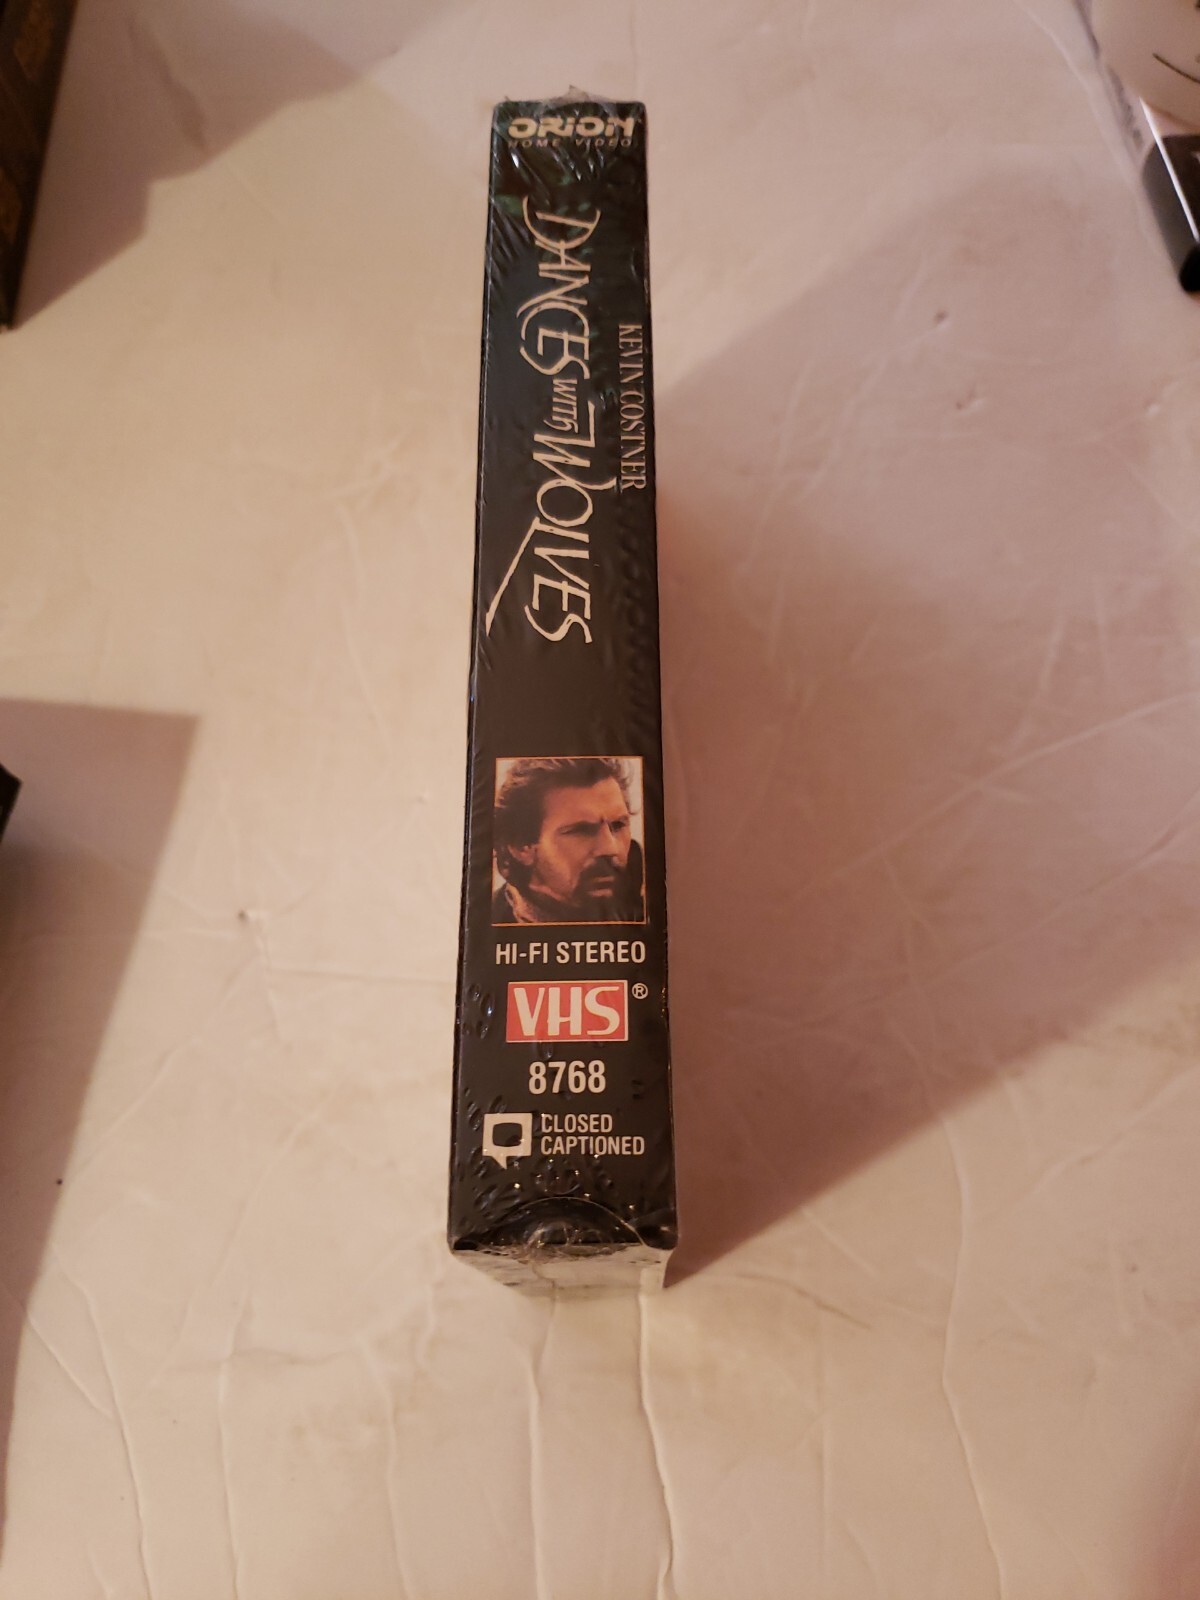 ORION
HOME VIDEO
KEVIN COSTNER
DANCES WITH WOLVES
HI-FI STEREO
VHS®
8768
CLOSED
CAPTIONED